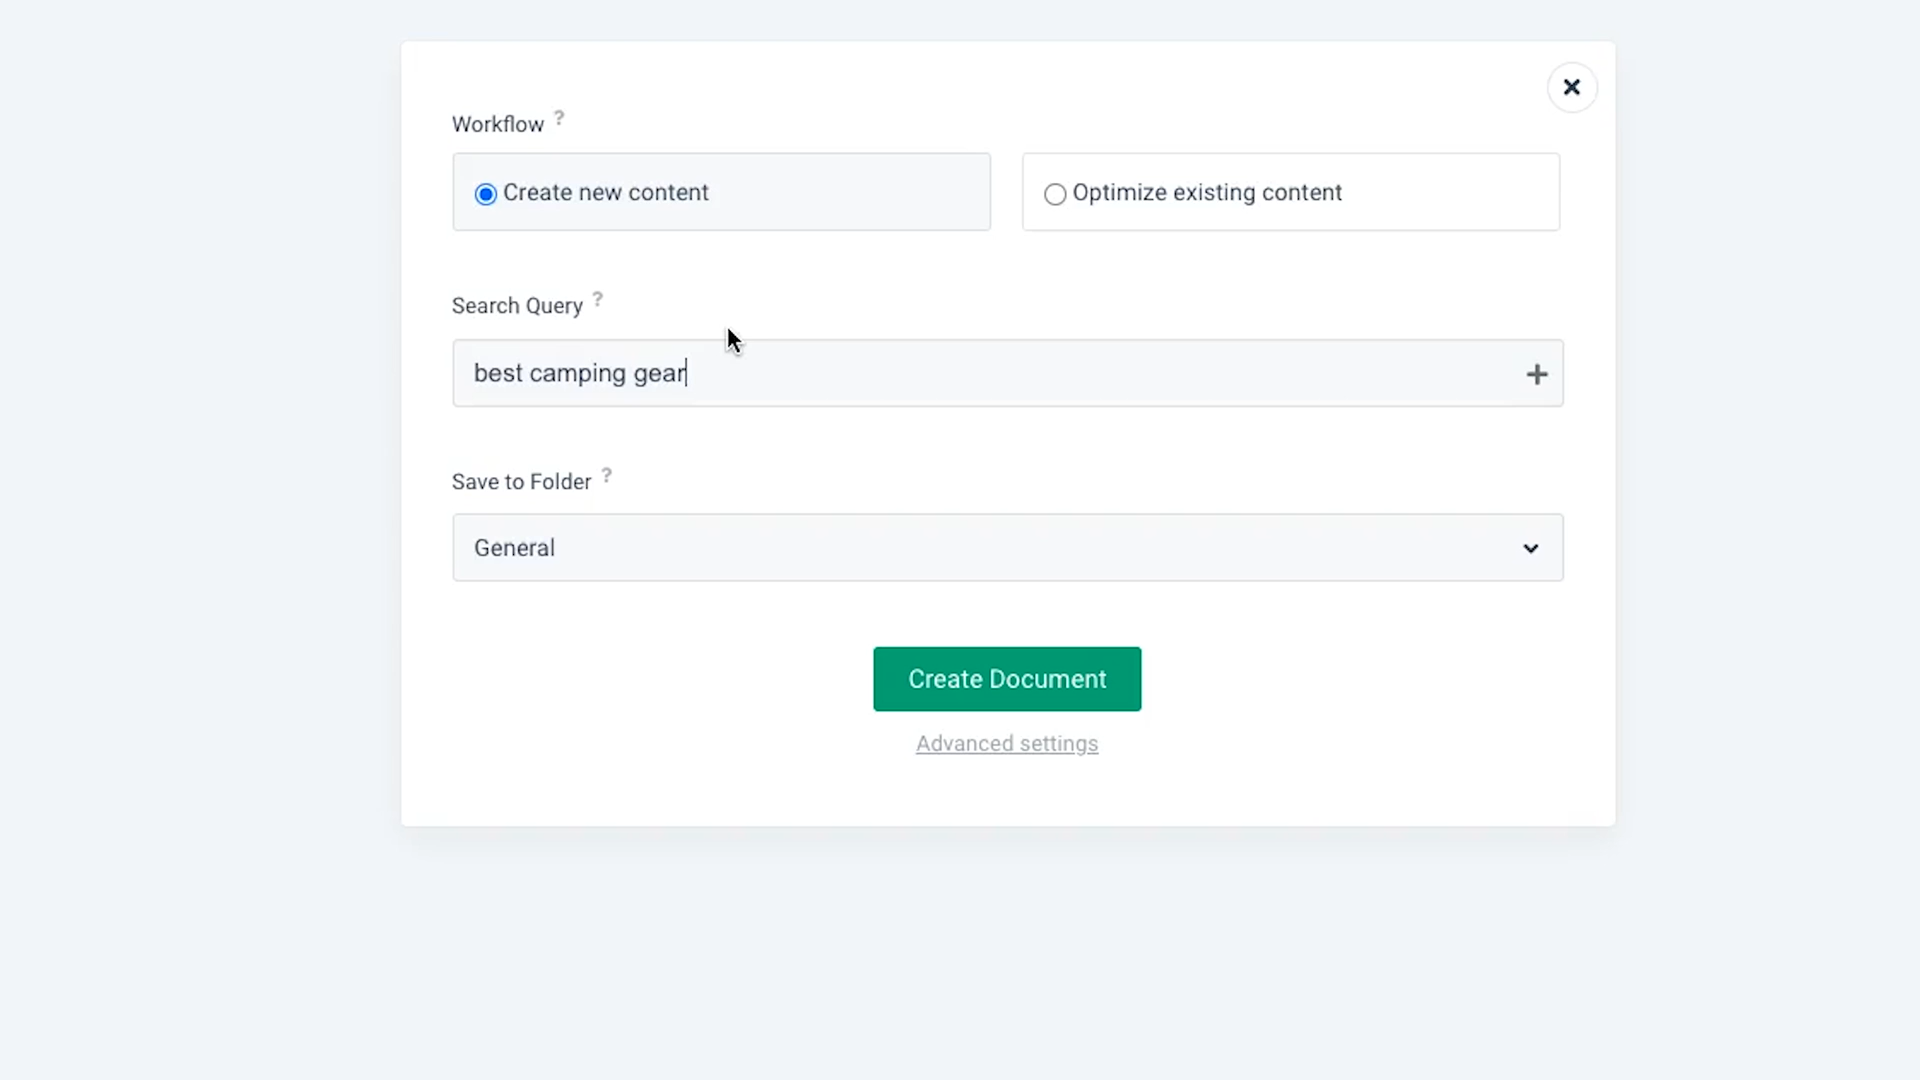 Workflow ?
Create new content
Optimize existing content
Search Query ?
best camping gear
Save to Folder ?
General
Create Document
Advanced settings